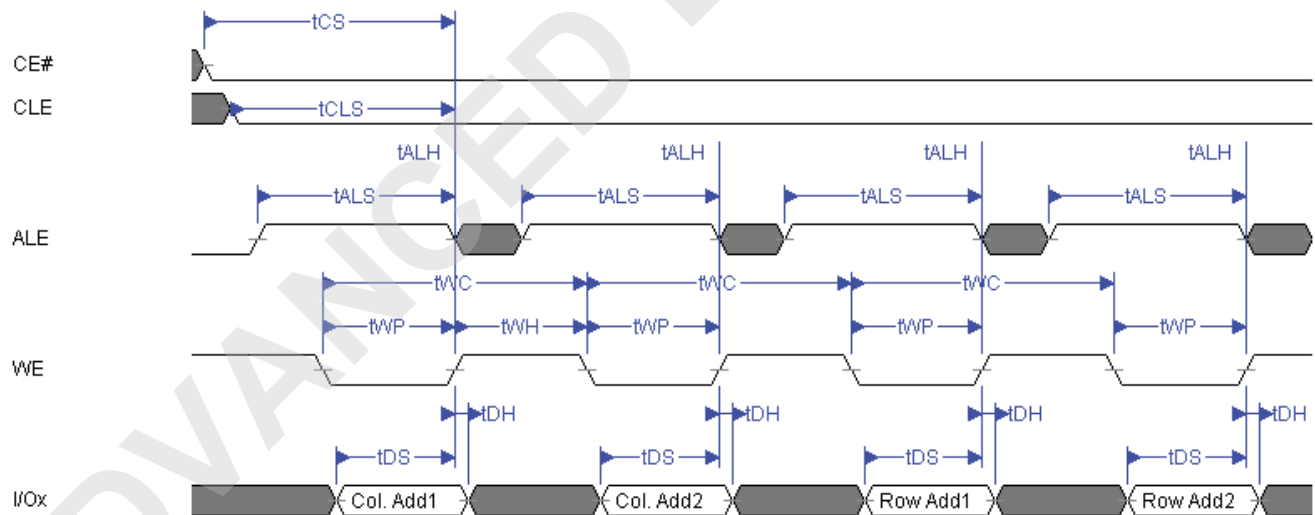 tCS
CE#
CLE
tCLS
tALH tALH tALH tALH
tALS tALS tALS tALS
ALE
tWC tWC tWC
tWP tWH tWP tWP tWP
WE
tDH tDH tDH tDH
tDS tDS tDS tDS
I/Ox Col. Add1 Col. Add2 Row Add1 Row Add2
ADVANCED